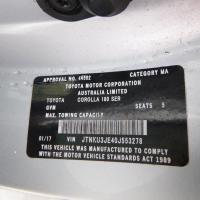 APPROVAL NO. 44592 CATEGORY MA
TOYOTA MOTOR CORPORATION
AUSTRALIA LIMITED
TOYOTA COROLLA 180 SER
GVM SEATS 5
MAX. TOWING CAPACITY
01/17 VIN JTNKU3JE40J553278
THIS VEHICLE WAS MANUFACTURED TO COMPLY WITH
THE MOTOR VEHICLE STANDARDS ACT 1989